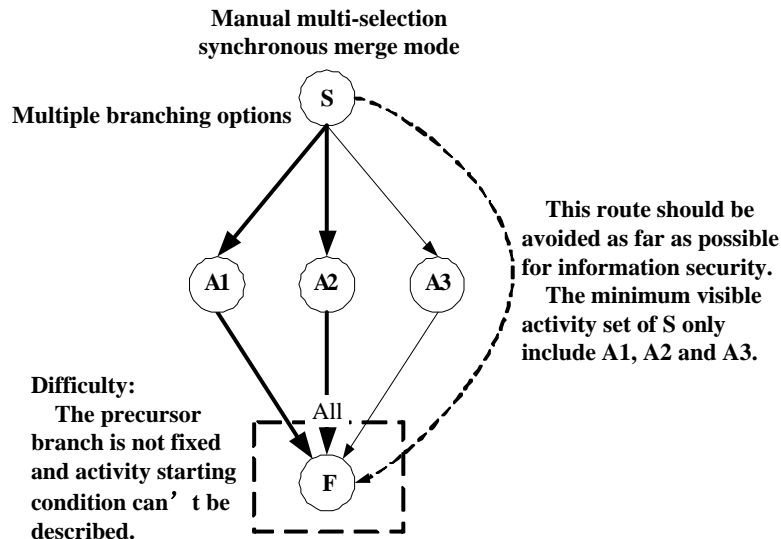 Manual multi-selection
synchronous merge mode
S
Multiple branching options
This route should be
avoided as far as possible
for information security.
The minimum visible
activity set of S only
include A1, A2 and A3.
A1
A2
A3
Difficulty:
The precursor
branch is not fixed
and activity starting
condition can’t be
described.
All
F